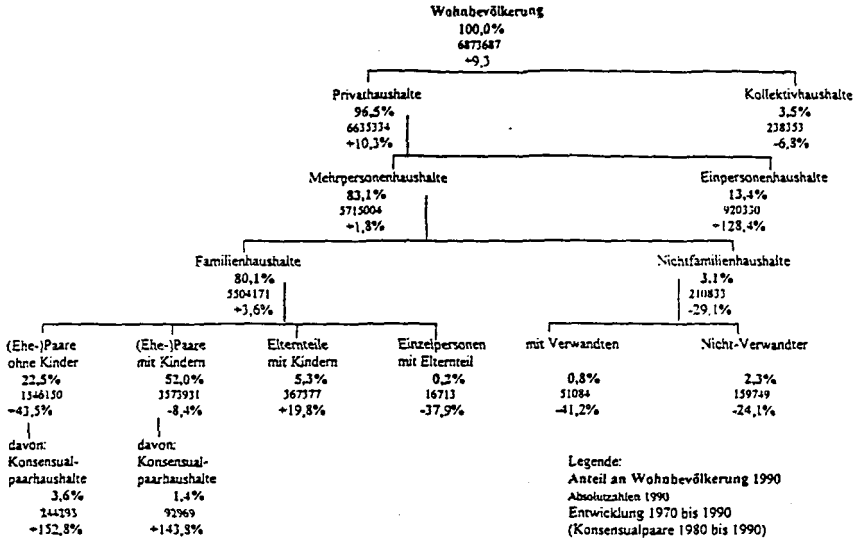 Wohnbevölkerung
100,0%
6873687
+9,3
Privathaushalte
96,5%
6635334
+10,3%
Kollektivhaushalte
3,5%
238353
-6,8%
Mehrpersonenhaushalte
83,1%
5715004
+1,8%
Einpersonenhaushalte
13,4%
920330
+128,4%
Familienhaushalte
80,1%
5504171
+3,6%
Nichtfamilienhaushalte
3,1%
210833
-29,1%
(Ehe-)Paare
ohne Kinder
22,5%
1546150
+43,5%
(Ehe-)Paare
mit Kindern
52,0%
3573931
-8,4%
Elternteile
mit Kindern
5,3%
367377
+19,8%
Einzelpersonen
mit Elternteil
0,2%
16713
-37,9%
mit Verwandten
0,8%
51084
-41,2%
Nicht-Verwandter
2,3%
159749
-24,1%
davon:
Konsensual-
paarhaushalte
3,6%
244293
+152,8%
davon:
Konsensual-
paarhaushalte
1,4%
92969
+143,8%
Legende:
Anteil an Wohnbevölkerung 1990
Absolutzahlen 1990
Entwicklung 1970 bis 1990
(Konsensualpaare 1980 bis 1990)